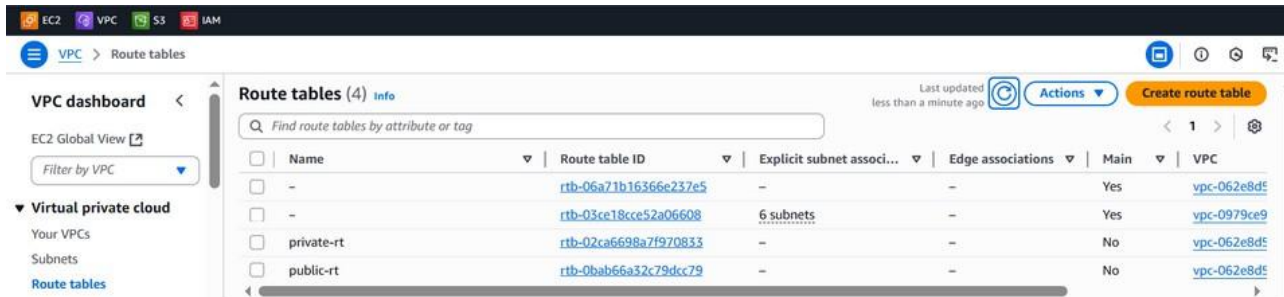 EC2 VPC S3 IAM
VPC > Route tables
VPC dashboard <
EC2 Global View
Filter by VPC ▼
▼ Virtual private cloud
Your VPCs
Subnets
Route tables
Route tables (4) Info
Last updated
less than a minute ago
Actions ▼
Create route table
Find route tables by attribute or tag
< 1 >
Name | Route table ID | Explicit subnet associ... | Edge associations | Main | VPC
– rtb-06a71b16366e237e5 – – Yes vpc-062e8d5
– rtb-03ce18cce52a06608 6 subnets – Yes vpc-0979ce9
private-rt rtb-02ca6698a7f970833 – – No vpc-062e8d5
public-rt rtb-0bab66a32c79dcc79 – – No vpc-062e8d5